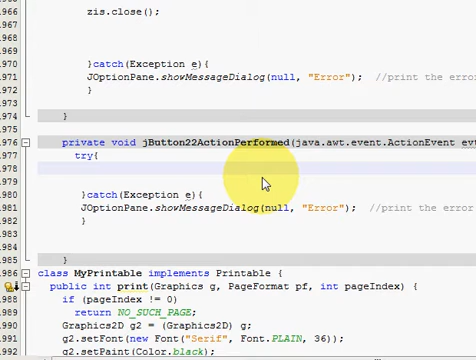 966 zis.close();
967
968
969
970 }catch(Exception e){
971 JOptionPane.showMessageDialog(null, "Error"); //print the error
972 }
973
974 }
975
976 private void jButton22ActionPerformed(java.awt.event.ActionEvent evt
977 try{
978
979
980 }catch(Exception e){
981 JOptionPane.showMessageDialog(null, "Error"); //print the error
982 }
983
984
985 }
986 class MyPrintable implements Printable {
public int print(Graphics g, PageFormat pf, int pageIndex) {
988 if (pageIndex != 0)
989 return NO_SUCH_PAGE;
990 Graphics2D g2 = (Graphics2D) g;
991 g2.setFont(new Font("Serif", Font.PLAIN, 36));
992 g2.setPaint(Color.black);